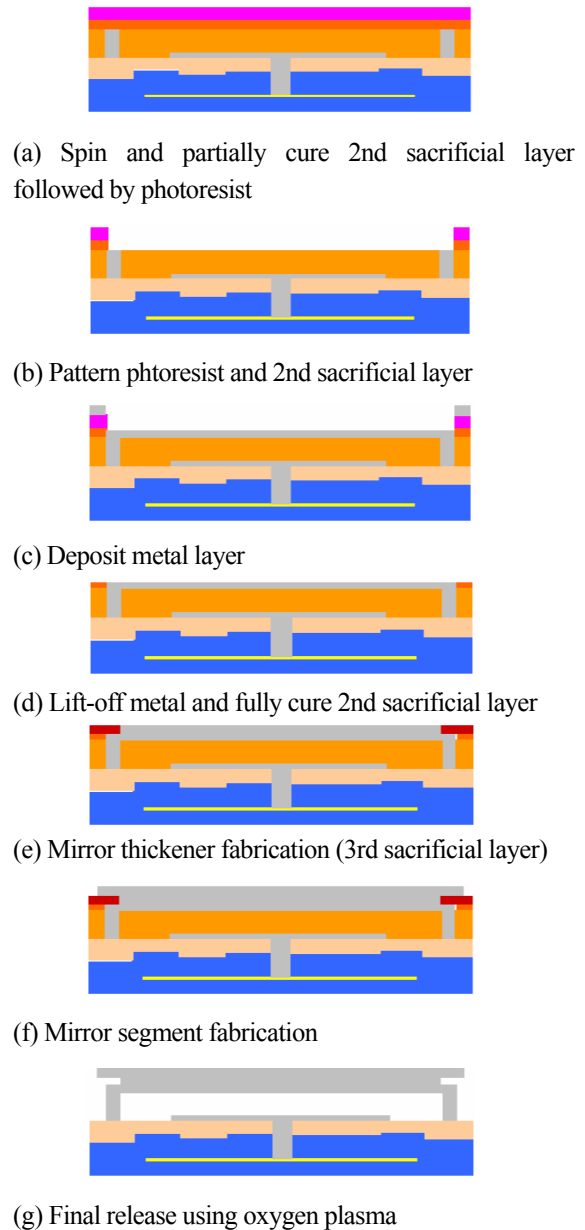 (a) Spin and partially cure 2nd sacrificial layer
followed by photoresist
(b) Pattern phtoresist and 2nd sacrificial layer
(c) Deposit metal layer
(d) Lift-off metal and fully cure 2nd sacrificial layer
(e) Mirror thickener fabrication (3rd sacrificial layer)
(f) Mirror segment fabrication
(g) Final release using oxygen plasma